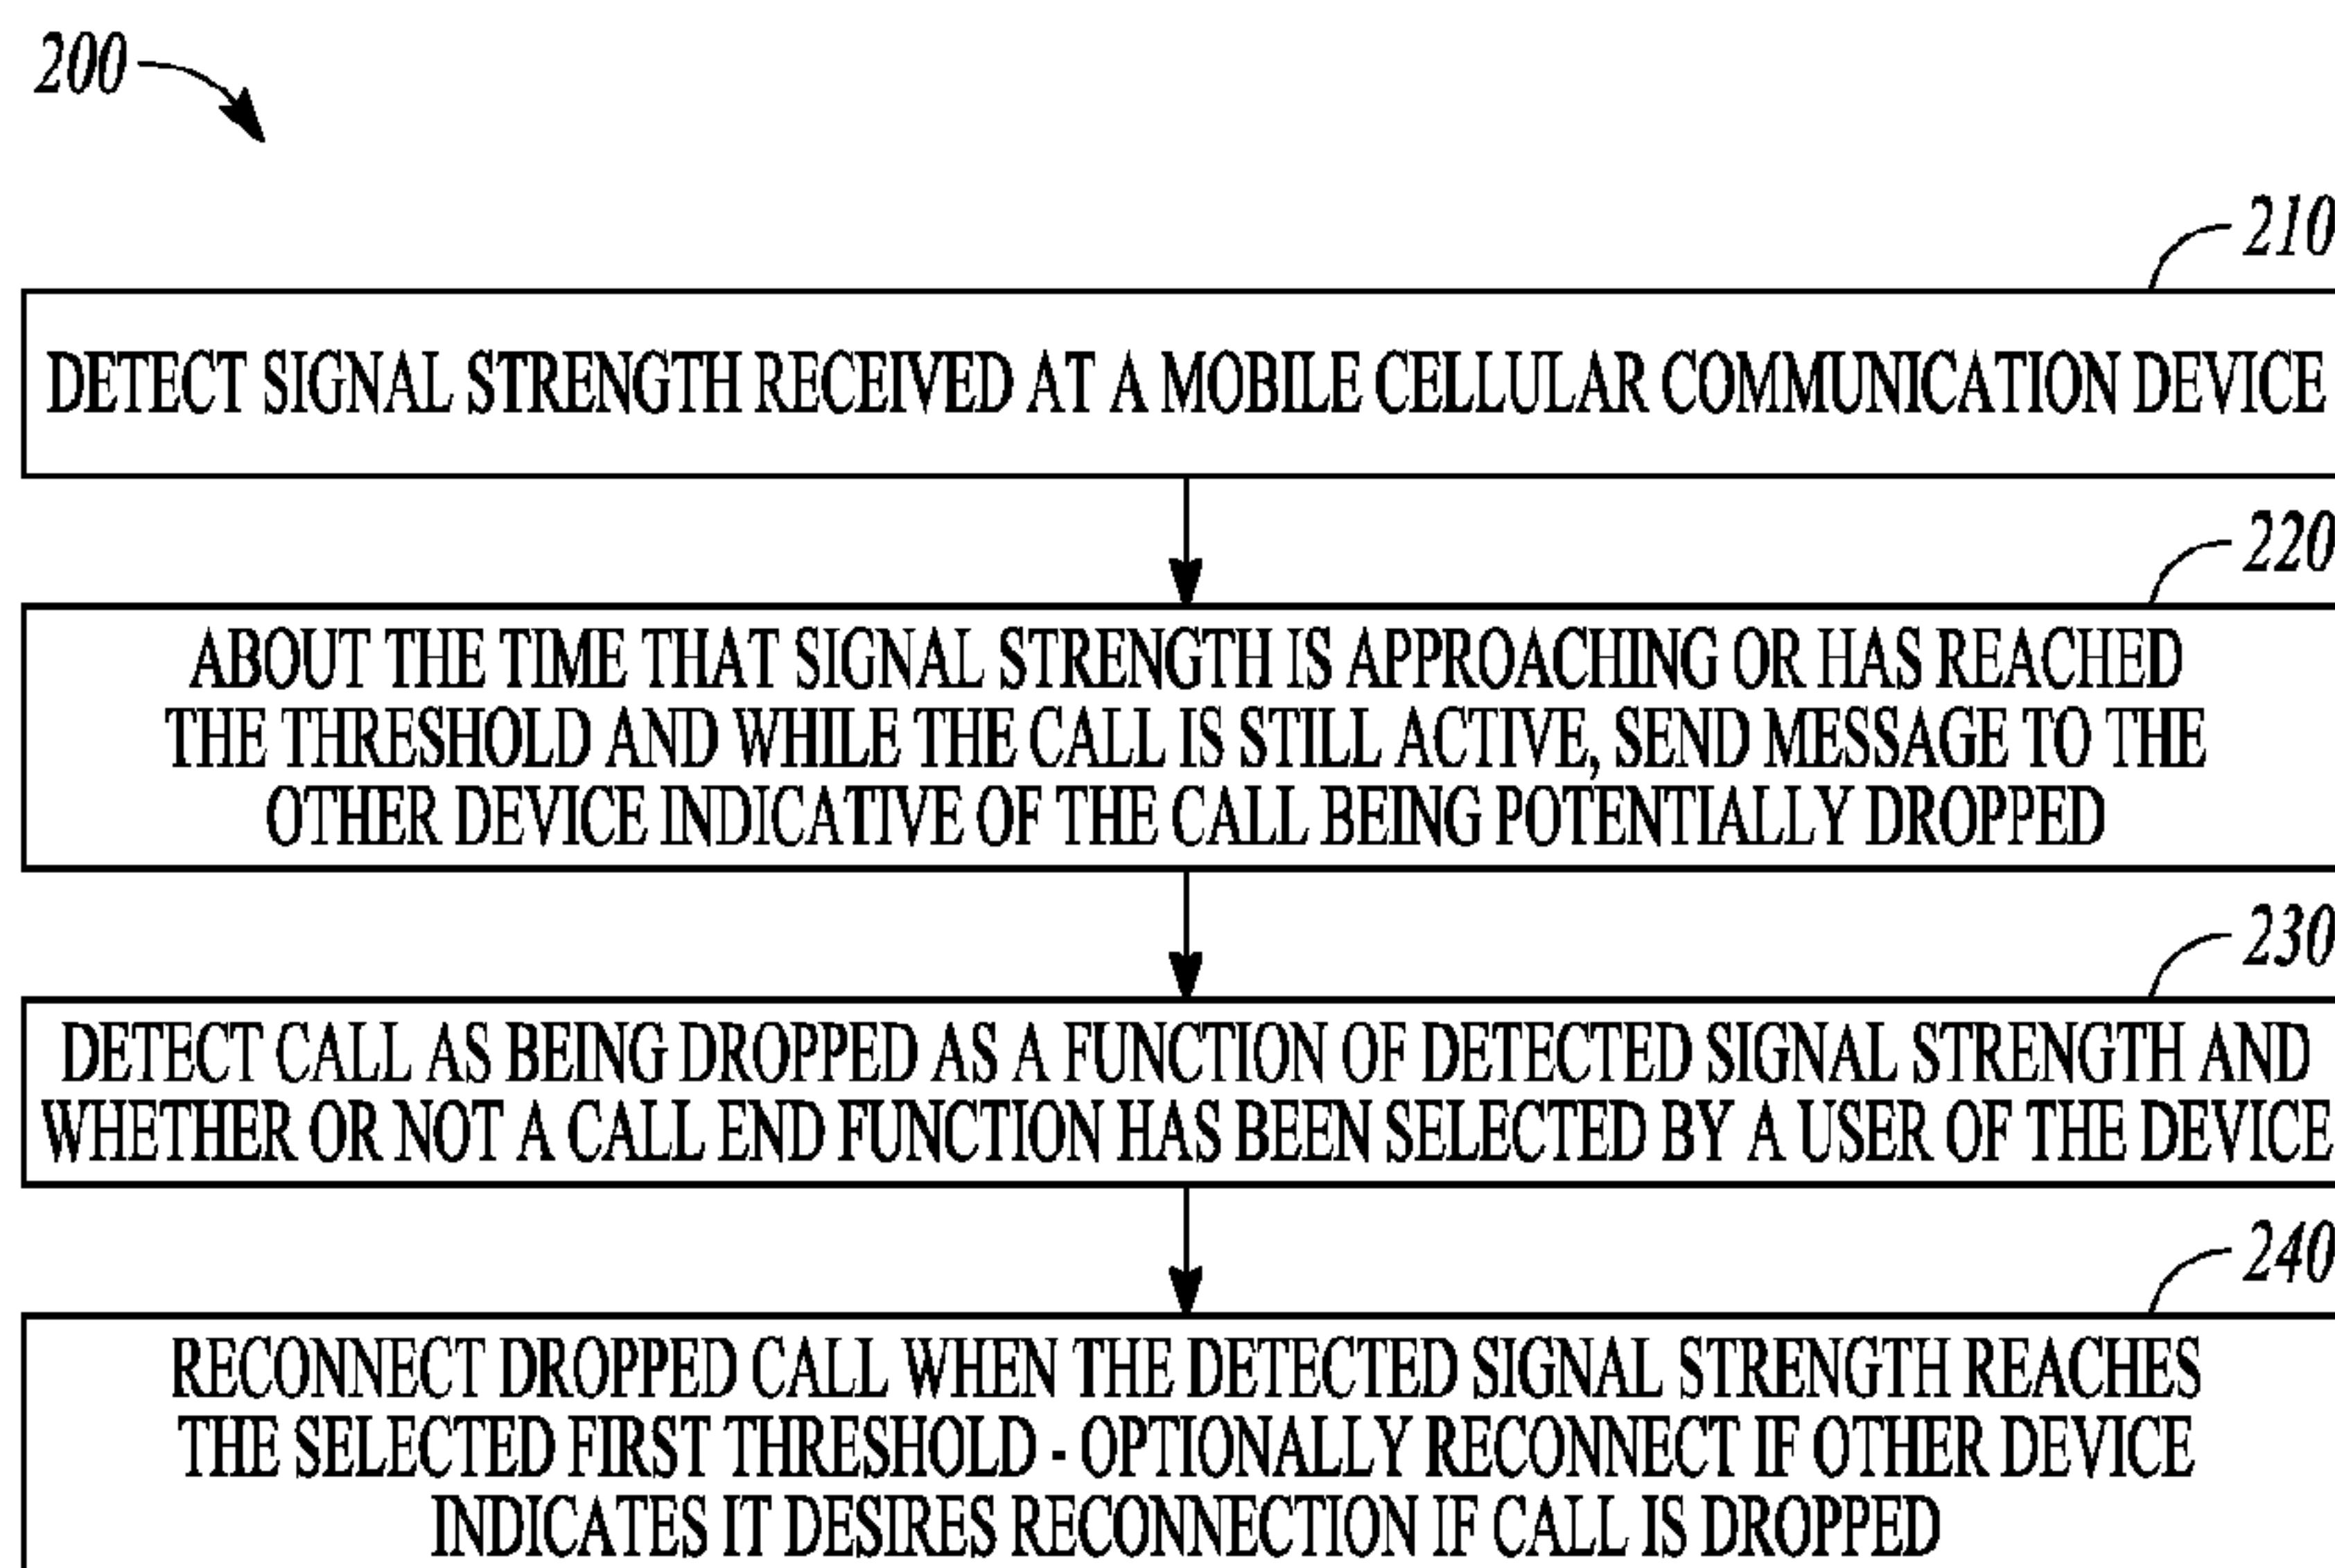 200
210
DETECT SIGNAL STRENGTH RECEIVED AT A MOBILE CELLULAR COMMUNICATION DEVICE
220
ABOUT THE TIME THAT SIGNAL STRENGTH IS APPROACHING OR HAS REACHED
THE THRESHOLD AND WHILE THE CALL IS STILL ACTIVE, SEND MESSAGE TO THE
OTHER DEVICE INDICATIVE OF THE CALL BEING POTENTIALLY DROPPED
230
DETECT CALL AS BEING DROPPED AS A FUNCTION OF DETECTED SIGNAL STRENGTH AND
WHETHER OR NOT A CALL END FUNCTION HAS BEEN SELECTED BY A USER OF THE DEVICE
240
RECONNECT DROPPED CALL WHEN THE DETECTED SIGNAL STRENGTH REACHES
THE SELECTED FIRST THRESHOLD - OPTIONALLY RECONNECT IF OTHER DEVICE
INDICATES IT DESIRES RECONNECTION IF CALL IS DROPPED